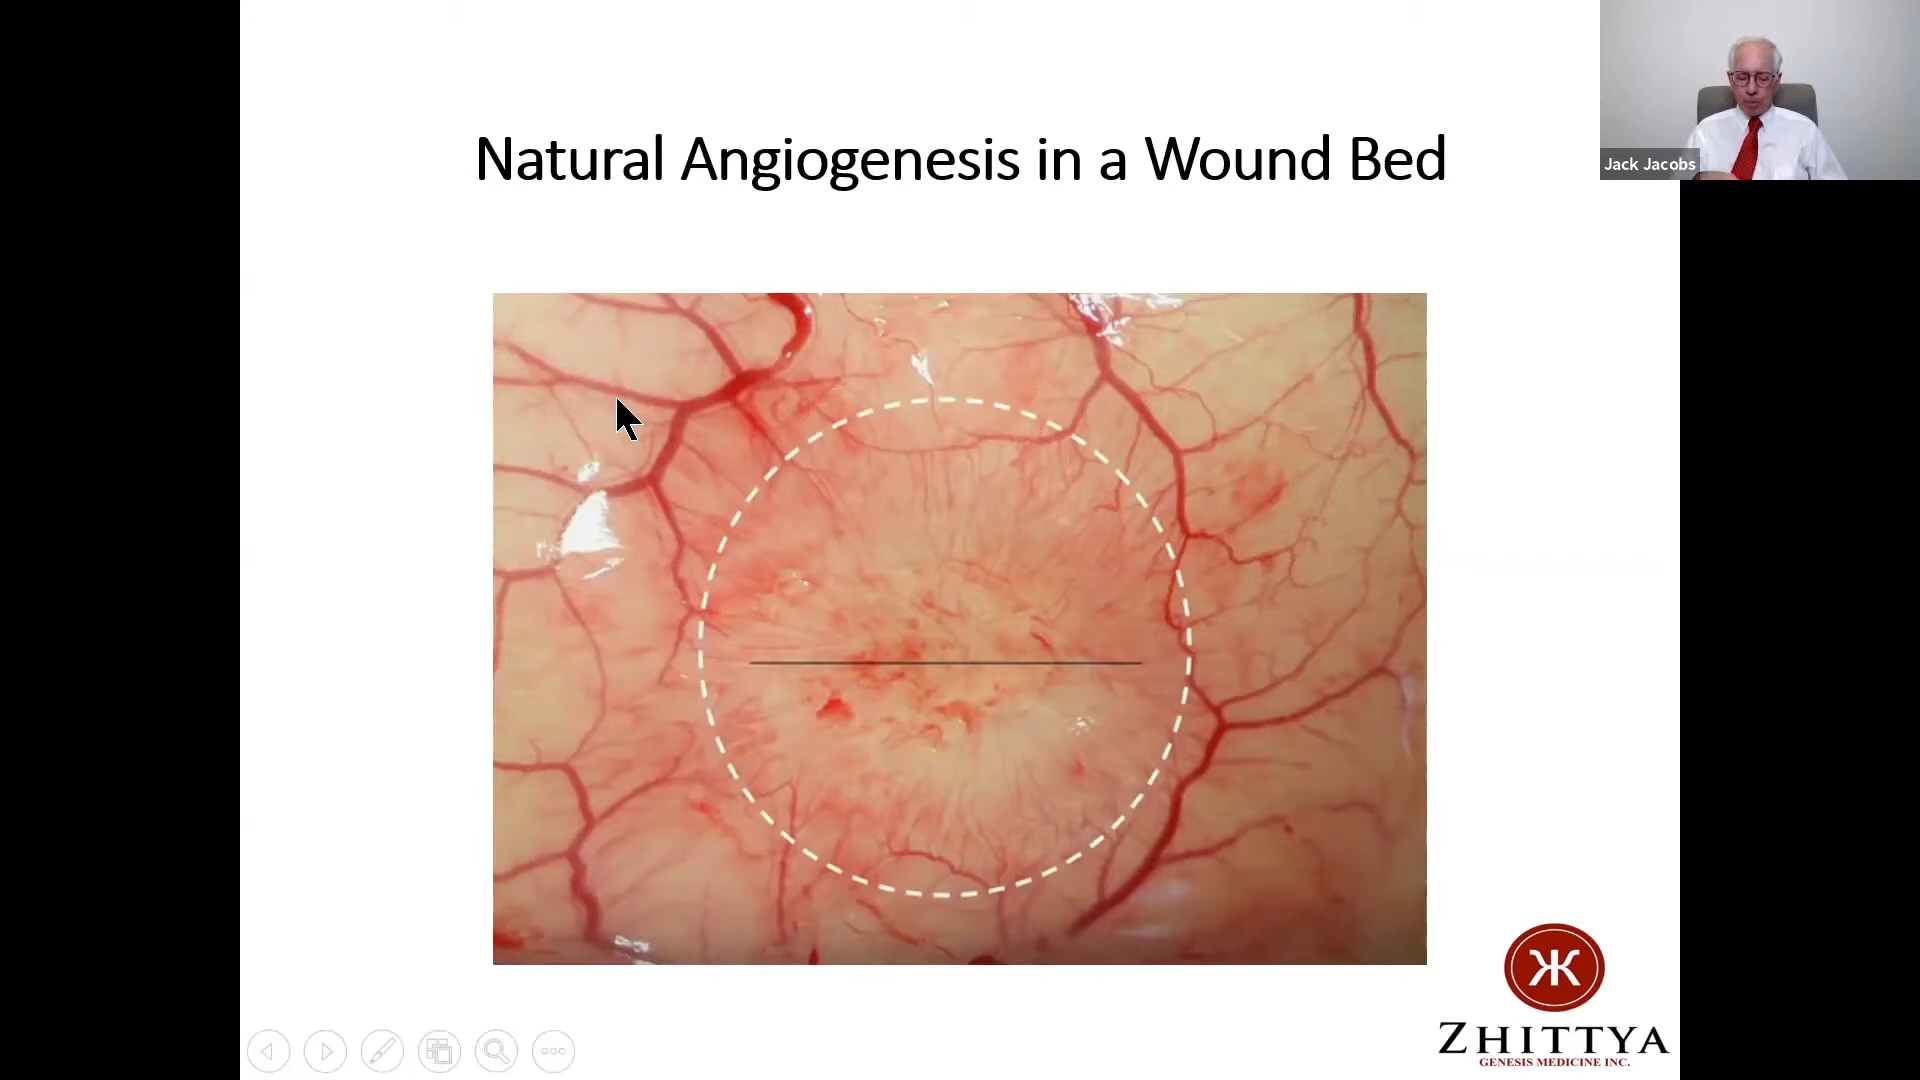 Natural Angiogenesis in a Wound Bed
Jack Jacobs
ZHITTYA
GENESIS MEDICINE INC.